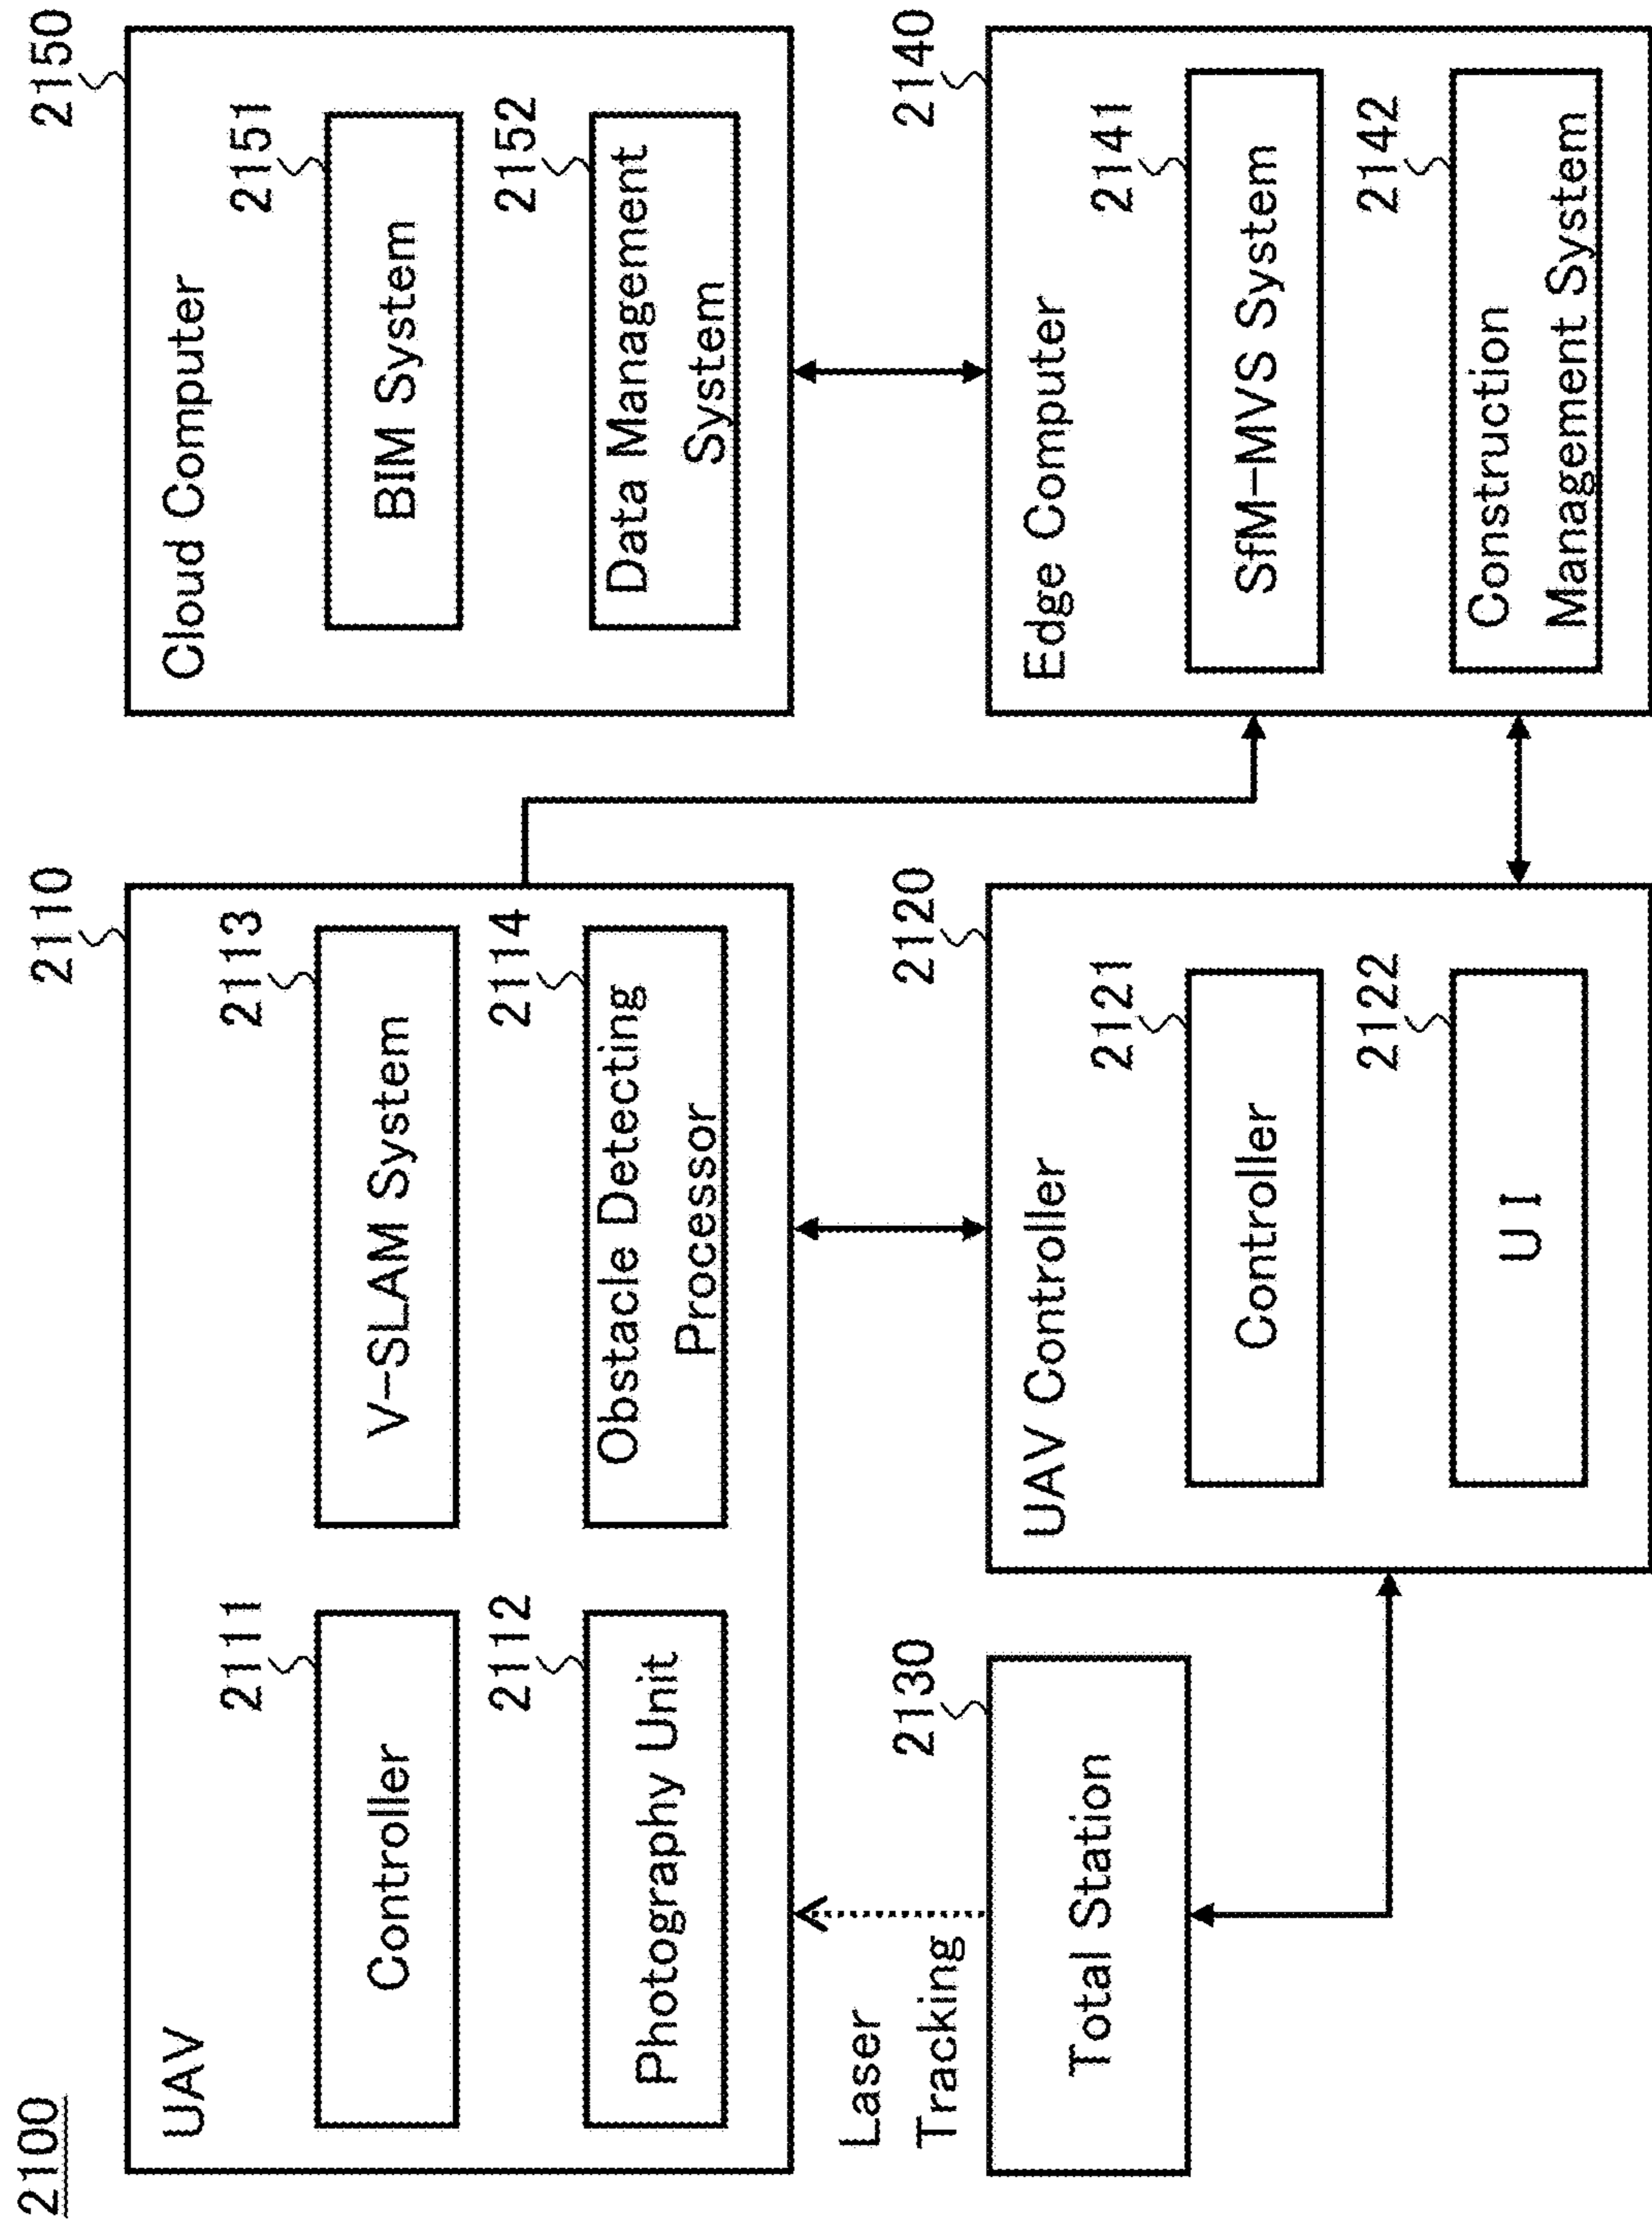 2100
2110
UAV
2111
Controller
2113
V-SLAM System
2112
Photography Unit
2114
Obstacle Detecting
Processor
2150
Cloud Computer
2151
BIM System
2152
Data Management
System
Laser
Tracking
2130
Total Station
2120
UAV Controller
2121
Controller
2122
UI
2140
Edge Computer
2141
SfM-MVS System
2142
Construction
Management System